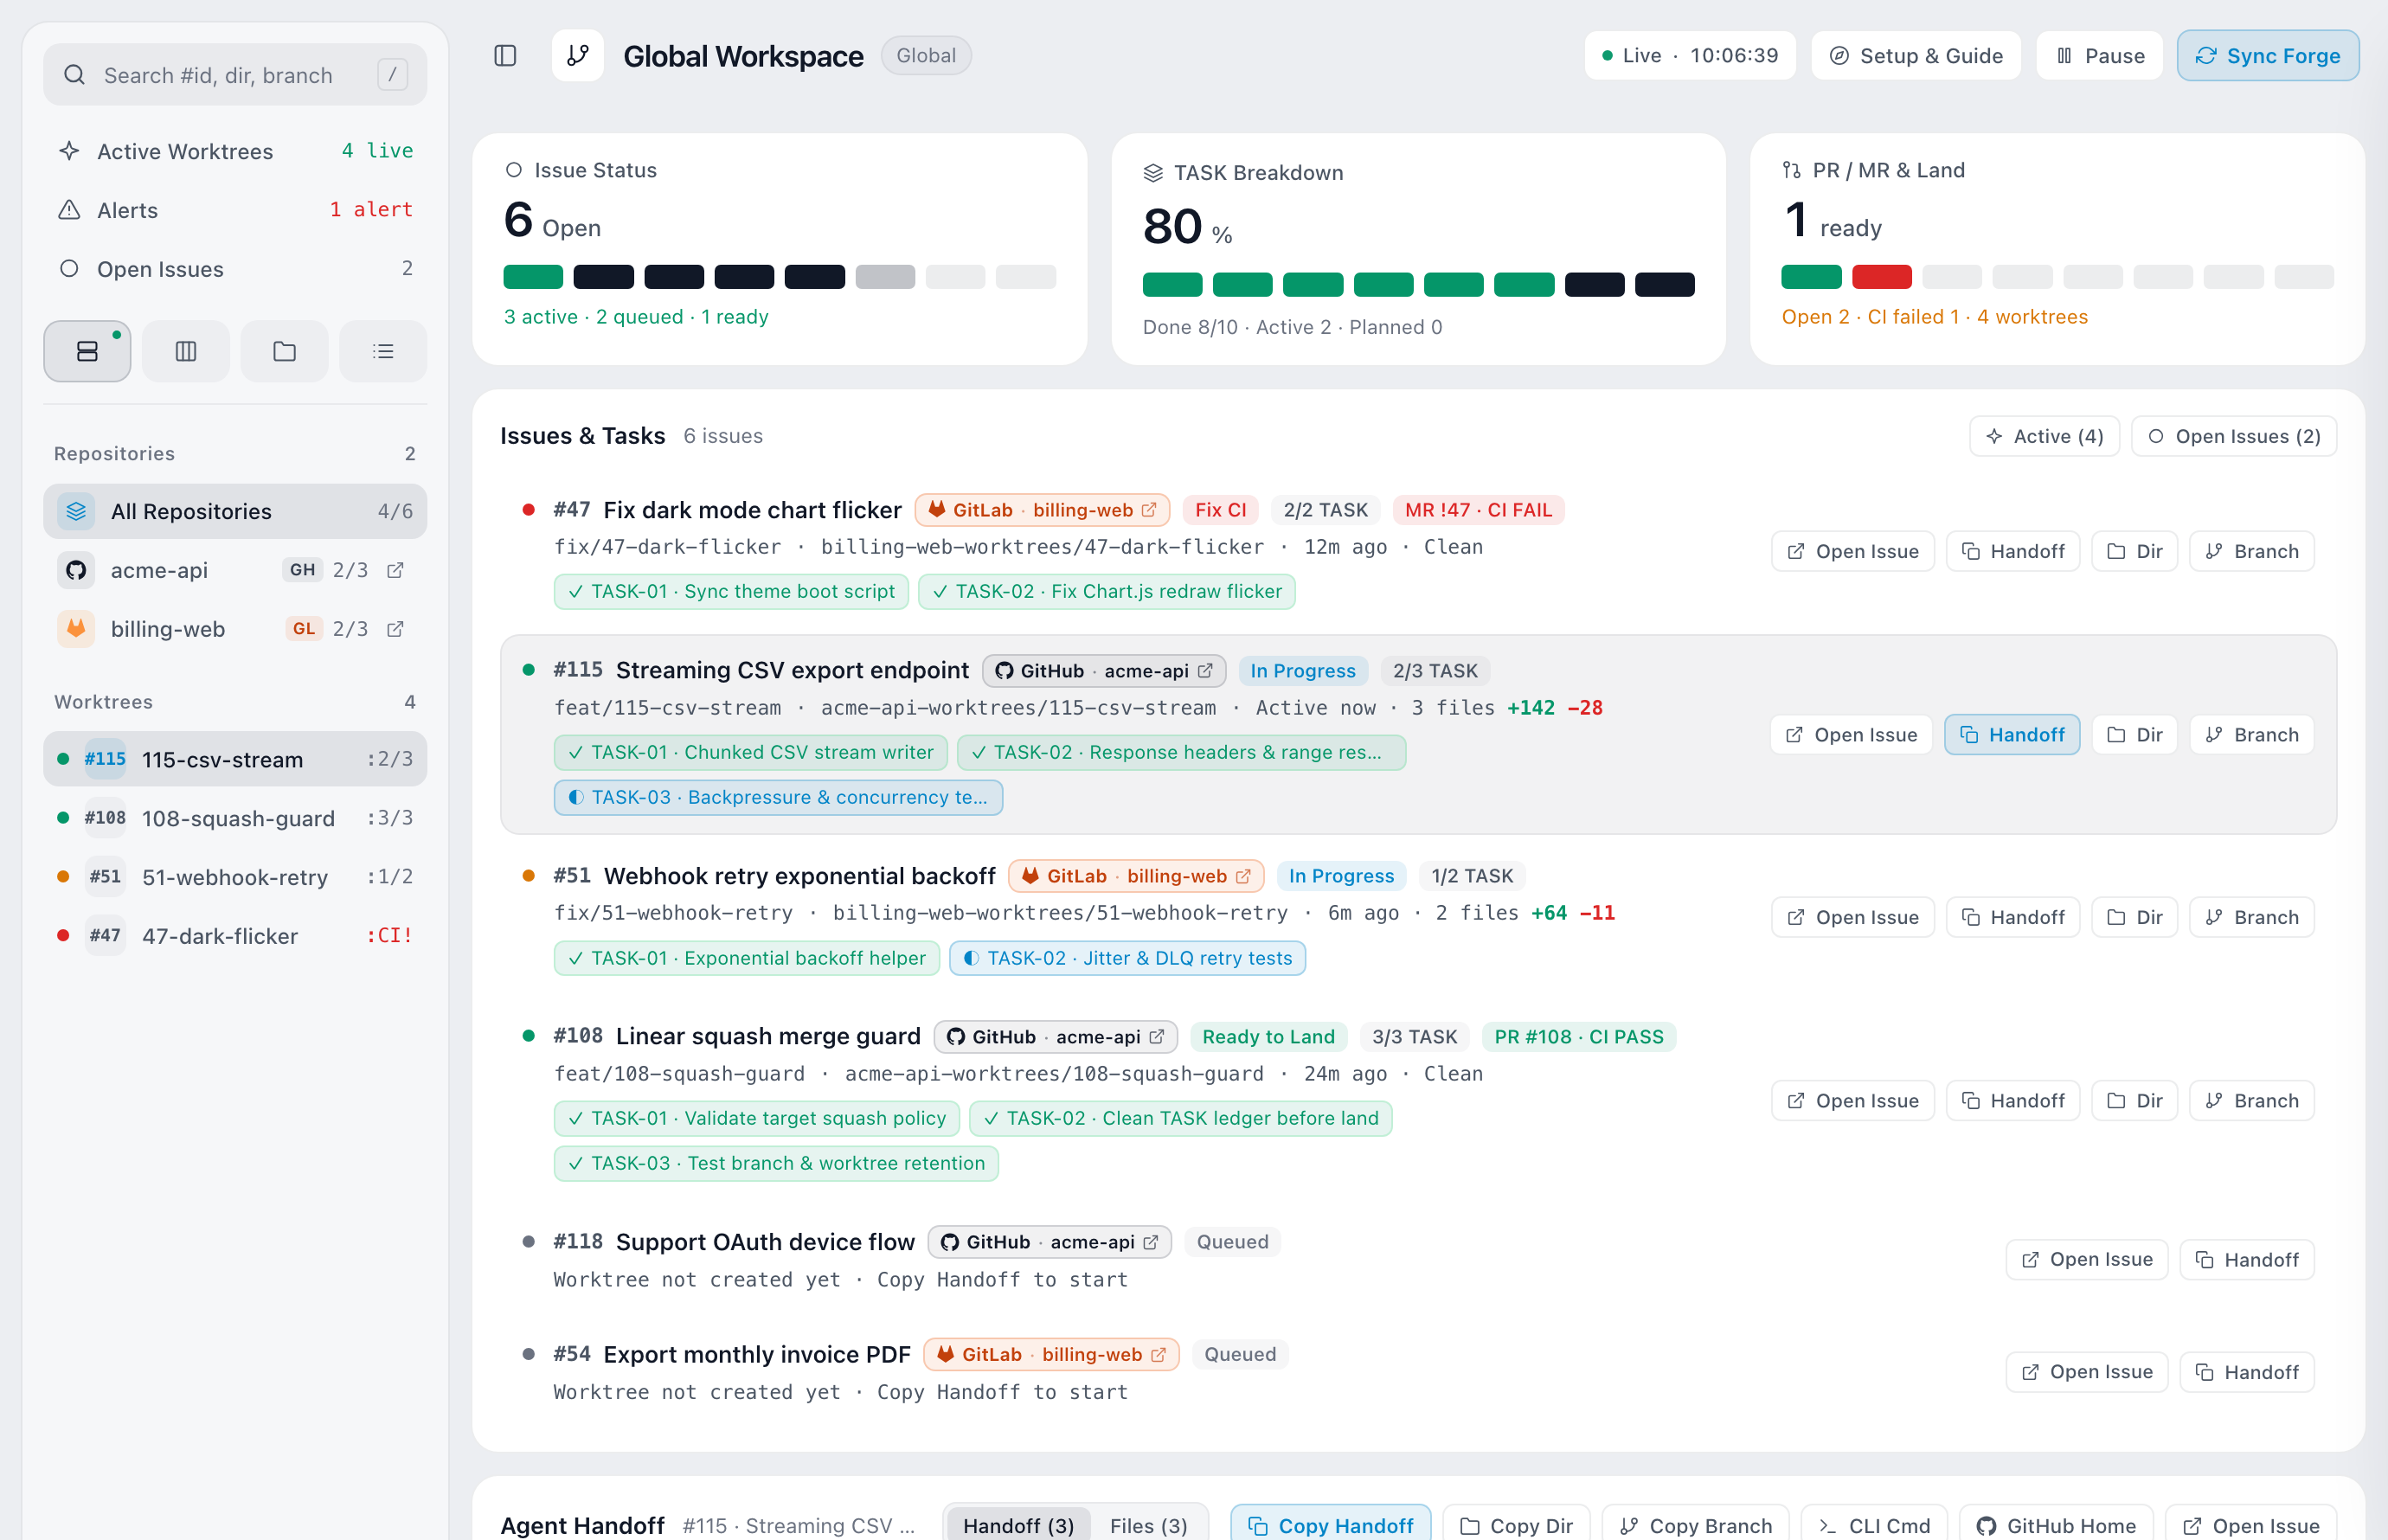 Search #id, dir, branch /
Active Worktrees 4 live
Alerts 1 alert
Open Issues 2
Repositories 2
All Repositories 4/6
acme-api GH 2/3
billing-web GL 2/3
Worktrees 4
#115 115-csv-stream :2/3
#108 108-squash-guard :3/3
#51 51-webhook-retry :1/2
#47 47-dark-flicker :CI!
Global Workspace Global
Live · 10:06:39 Setup & Guide Pause Sync Forge
Issue Status
6 Open
3 active · 2 queued · 1 ready
TASK Breakdown
80 %
Done 8/10 · Active 2 · Planned 0
PR / MR & Land
1 ready
Open 2 · CI failed 1 · 4 worktrees
Issues & Tasks 6 issues Active (4) Open Issues (2)
#47 Fix dark mode chart flicker GitLab · billing-web Fix CI 2/2 TASK MR !47 · CI FAIL
fix/47-dark-flicker · billing-web-worktrees/47-dark-flicker · 12m ago · Clean
Open Issue Handoff Dir Branch
✓ TASK-01 · Sync theme boot script ✓ TASK-02 · Fix Chart.js redraw flicker
#115 Streaming CSV export endpoint GitHub · acme-api In Progress 2/3 TASK
feat/115-csv-stream · acme-api-worktrees/115-csv-stream · Active now · 3 files +142 -28
Open Issue Handoff Dir Branch
✓ TASK-01 · Chunked CSV stream writer ✓ TASK-02 · Response headers & range res...
TASK-03 · Backpressure & concurrency te...
#51 Webhook retry exponential backoff GitLab · billing-web In Progress 1/2 TASK
fix/51-webhook-retry · billing-web-worktrees/51-webhook-retry · 6m ago · 2 files +64 -11
Open Issue Handoff Dir Branch
✓ TASK-01 · Exponential backoff helper TASK-02 · Jitter & DLQ retry tests
#108 Linear squash merge guard GitHub · acme-api Ready to Land 3/3 TASK PR #108 · CI PASS
feat/108-squash-guard · acme-api-worktrees/108-squash-guard · 24m ago · Clean
Open Issue Handoff Dir Branch
✓ TASK-01 · Validate target squash policy ✓ TASK-02 · Clean TASK ledger before land
✓ TASK-03 · Test branch & worktree retention
#118 Support OAuth device flow GitHub · acme-api Queued
Worktree not created yet · Copy Handoff to start
Open Issue Handoff
#54 Export monthly invoice PDF GitLab · billing-web Queued
Worktree not created yet · Copy Handoff to start
Open Issue Handoff
Agent Handoff #115 · Streaming CSV ... Handoff (3) Files (3) Copy Handoff Copy Dir Copy Branch CLI Cmd GitHub Home Open Issue